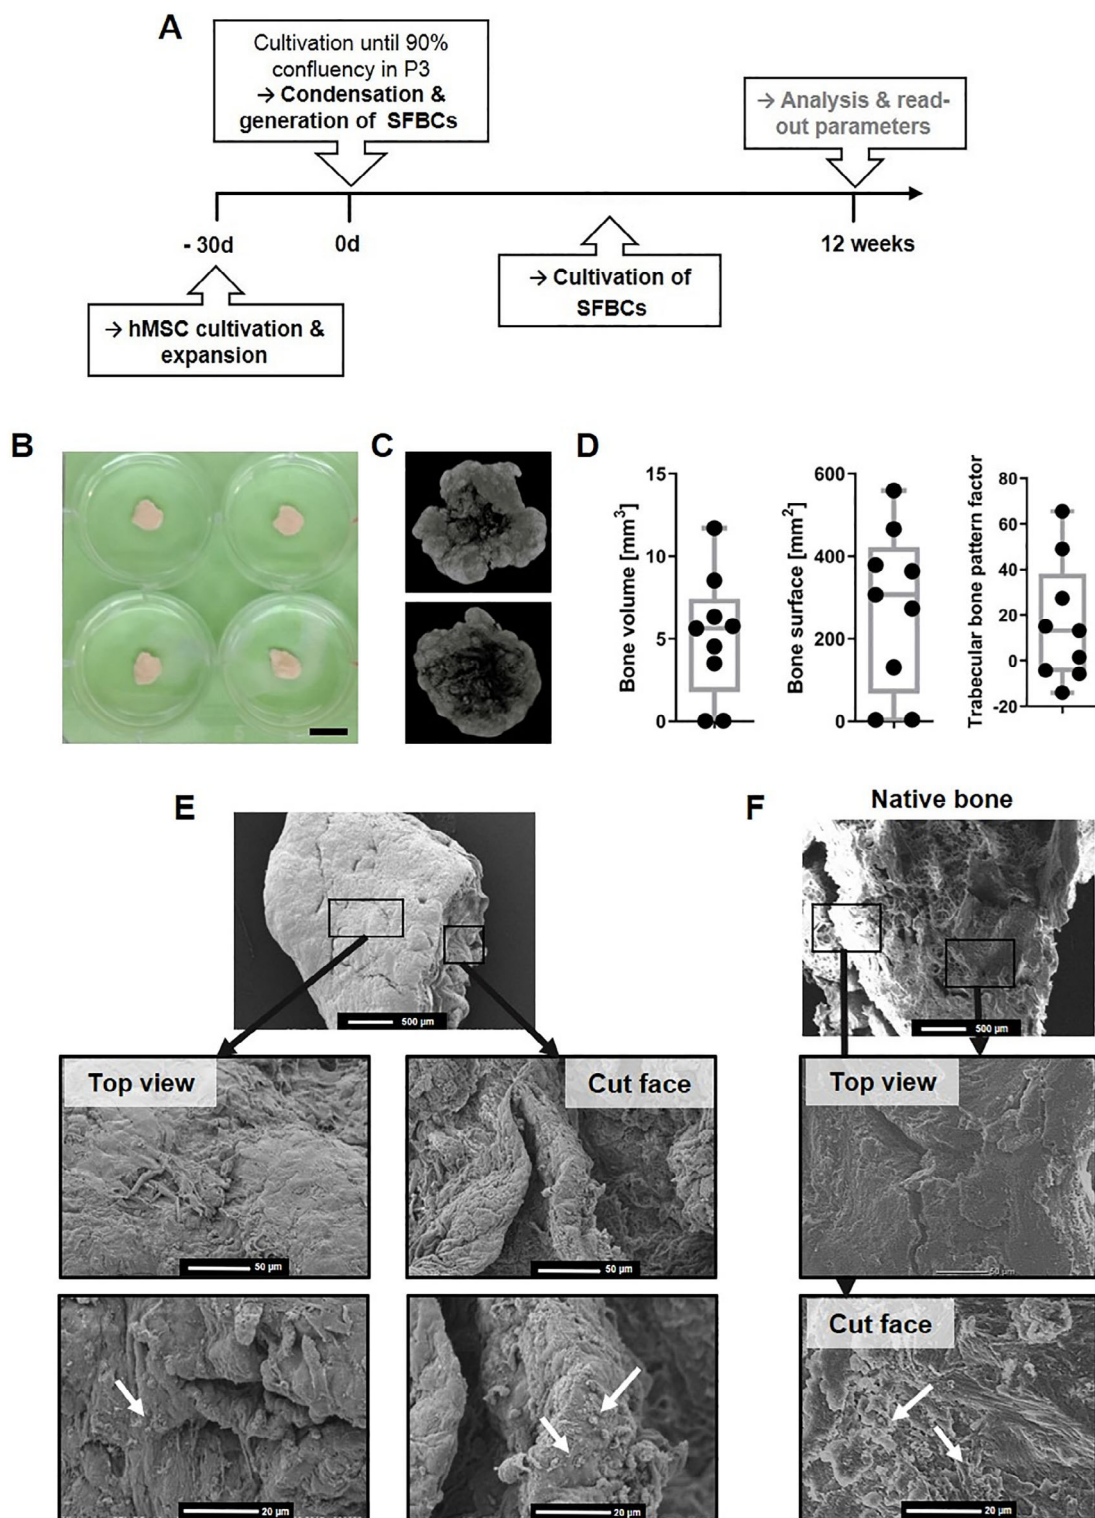 A
Cultivation until 90%
confluency in P3
→ Condensation &
generation of SFBCs
→ Analysis & read-
out parameters
- 30d
0d
12 weeks
→ Cultivation of
SFBCs
→ hMSC cultivation &
expansion
B
C
D
Bone volume [mm³]
15
10
5
0
Bone surface [mm²]
600
400
200
0
Trabecular bone pattern factor
80
60
40
20
0
-20
E
500 µm
Top view
50 µm
Cut face
50 µm
20 µm
20 µm
F
Native bone
500 µm
Top view
50 µm
Cut face
20 µm